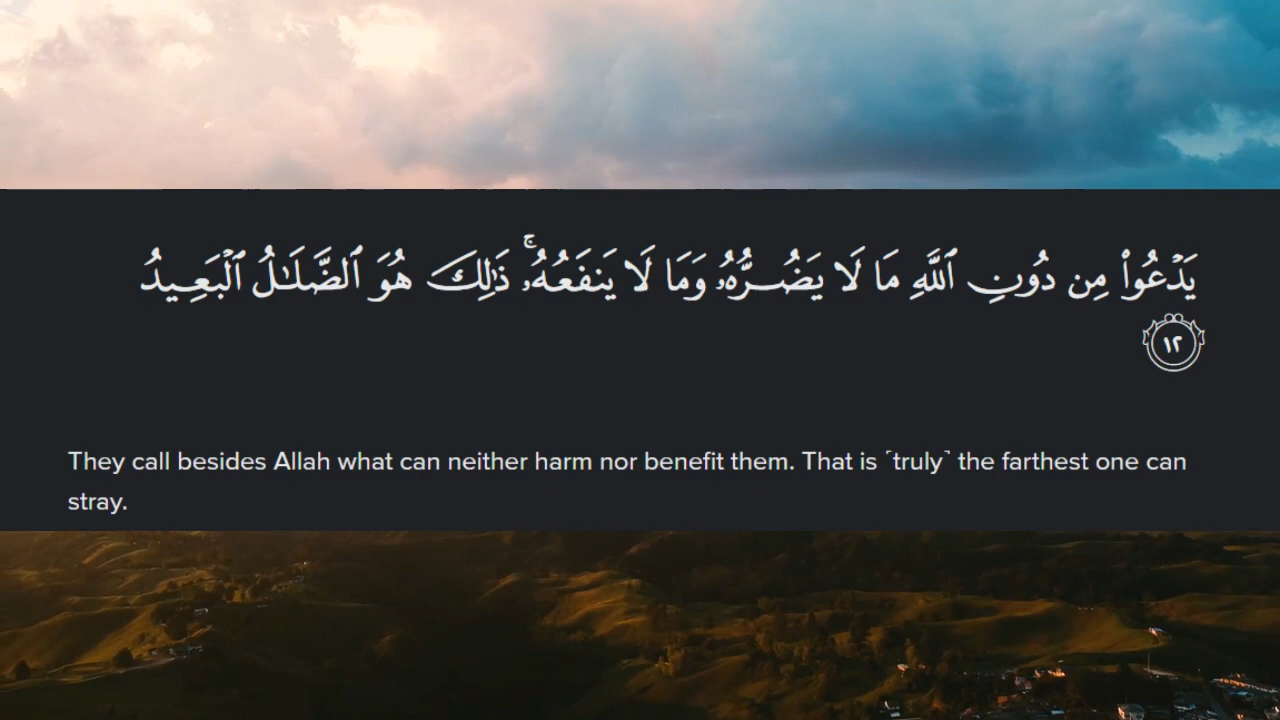 يَدْعُوا۟ مِن دُونِ ٱللَّهِ مَا لَا يَضُرُّهُۥ وَمَا لَا يَنفَعُهُۥ ۚ ذَٰلِكَ هُوَ ٱلضَّلَـٰلُ ٱلْبَعِيدُ
١٢
They call besides Allah what can neither harm nor benefit them. That is ˹truly˺ the farthest one can
stray.